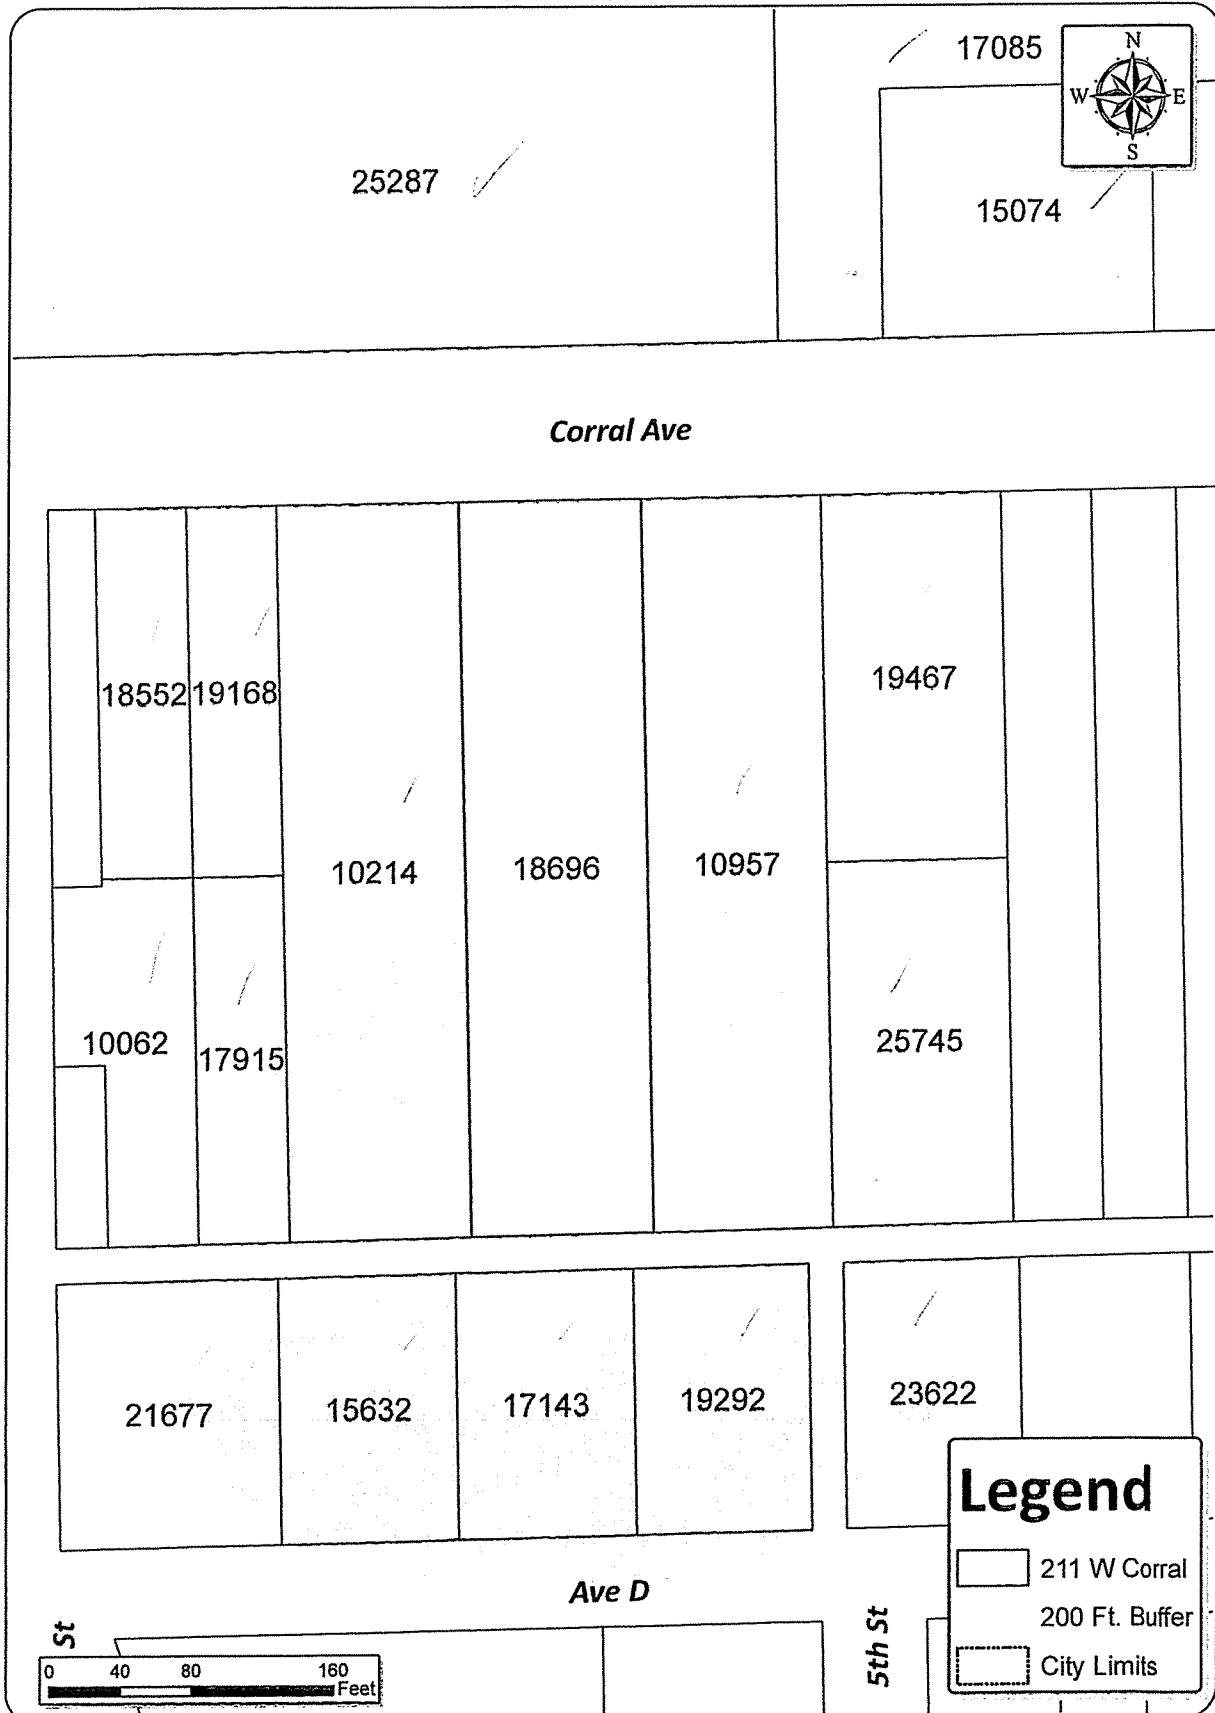 17085
N
W E
S
25287
15074
Corral Ave
18552 19168
19467
10214
18696
10957
10062
17915
25745
21677
15632
17143
19292
23622
Legend
211 W Corral
200 Ft. Buffer
City Limits
Ave D
St
5th St
0 40 80 160
Feet